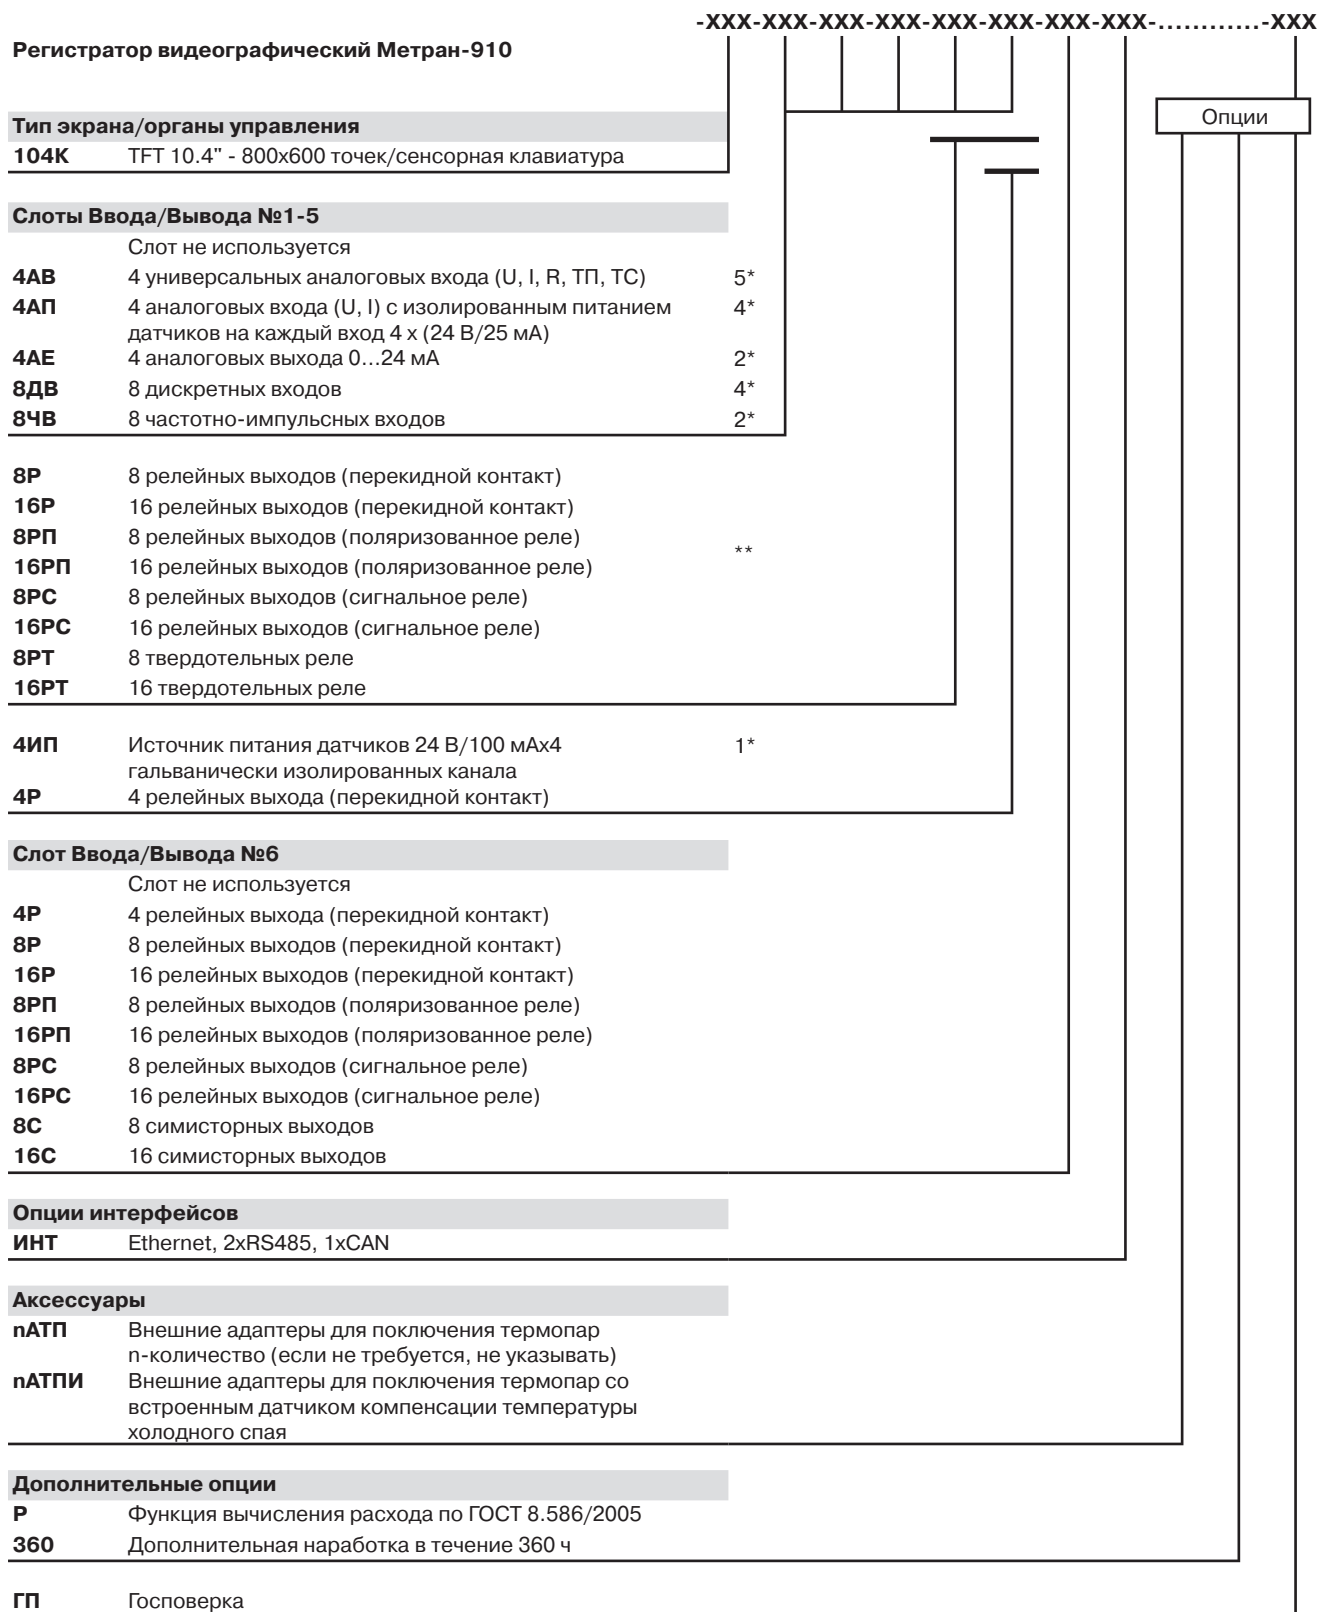 -XXX-XXX-XXX-XXX-XXX-XXX-XXX-XXX-............-XXX
Регистратор видеографический Метран-910
Опции
Тип экрана/органы управления
104К TFT 10.4" - 800x600 точек/сенсорная клавиатура
Слоты Ввода/Вывода №1-5
Слот не используется
4АВ 4 универсальных аналоговых входа (U, I, R, ТП, ТС) 5*
4АП 4 аналоговых входа (U, I) с изолированным питанием 4*
датчиков на каждый вход 4 х (24 В/25 мА)
4АЕ 4 аналоговых выхода 0...24 мА 2*
8ДВ 8 дискретных входов 4*
8ЧВ 8 частотно-импульсных входов 2*
8Р 8 релейных выходов (перекидной контакт)
16Р 16 релейных выходов (перекидной контакт)
8РП 8 релейных выходов (поляризованное реле)
**
16РП 16 релейных выходов (поляризованное реле)
8РС 8 релейных выходов (сигнальное реле)
16РС 16 релейных выходов (сигнальное реле)
8РТ 8 твердотельных реле
16РТ 16 твердотельных реле
4ИП Источник питания датчиков 24 В/100 мАх4 1*
гальванически изолированных канала
4Р 4 релейных выхода (перекидной контакт)
Слот Ввода/Вывода №6
Слот не используется
4Р 4 релейных выхода (перекидной контакт)
8Р 8 релейных выходов (перекидной контакт)
16Р 16 релейных выходов (перекидной контакт)
8РП 8 релейных выходов (поляризованное реле)
16РП 16 релейных выходов (поляризованное реле)
8РС 8 релейных выходов (сигнальное реле)
16РС 16 релейных выходов (сигнальное реле)
8С 8 симисторных выходов
16С 16 симисторных выходов
Опции интерфейсов
ИНТ Ethernet, 2xRS485, 1xCAN
Аксессуары
nАТП Внешние адаптеры для поключения термопар
n-количество (если не требуется, не указывать)
nАТПИ Внешние адаптеры для поключения термопар со
встроенным датчиком компенсации температуры
холодного спая
Дополнительные опции
Р Функция вычисления расхода по ГОСТ 8.586/2005
360 Дополнительная наработка в течение 360 ч
ГП Госповерка